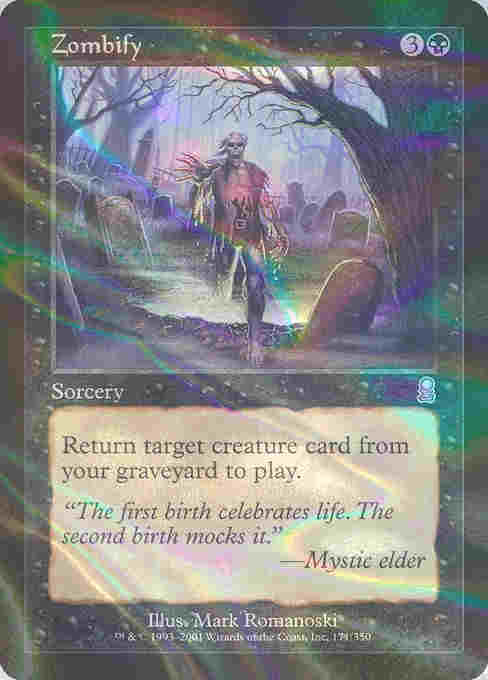 Zombify
3
Sorcery
Return target creature card from
your graveyard to play.
“The first birth celebrates life. The
second birth mocks it.”
—Mystic elder
Illus. Mark Romanoski
™ & © 1993–2001 Wizards of the Coast, Inc. 171/350